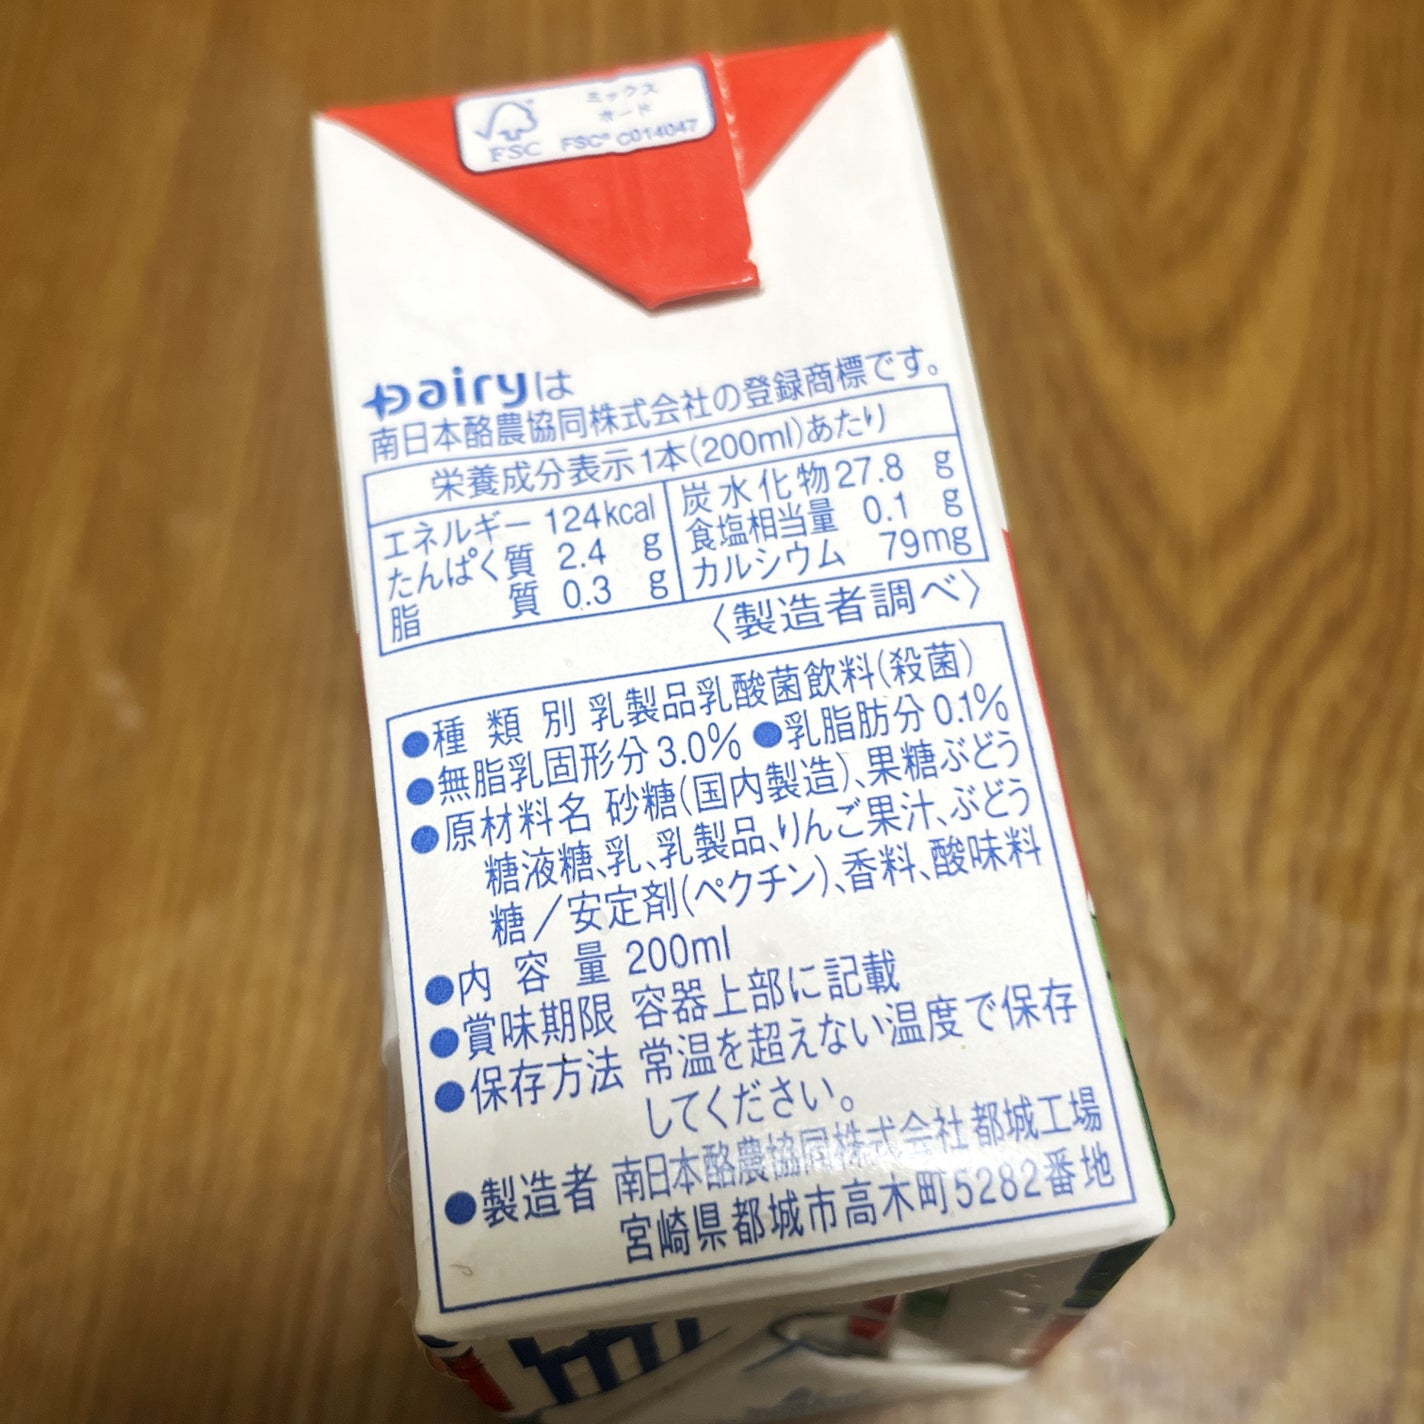 FSC
ミックス
ボード
FSC® C014047
Dairyは
南日本酪農協同株式会社の登録商標です。
栄養成分表示1本(200ml)あたり
エネルギー 124kcal
たんぱく質 2.4 g
脂質 0.3 g
炭水化物 27.8 g
食塩相当量 0.1 g
カルシウム 79mg
〈製造者調べ〉
●種類別 乳製品乳酸菌飲料(殺菌)
●無脂乳固形分 3.0% ●乳脂肪分 0.1%
●原材料名 砂糖(国内製造)、果糖ぶどう
糖液糖、乳、乳製品、りんご果汁、ぶどう
糖/安定剤(ペクチン)、香料、酸味料
●内容量 200ml
●賞味期限 容器上部に記載
●保存方法 常温を超えない温度で保存
してください。
●製造者 南日本酪農協同株式会社 都城工場
宮崎県都城市高木町5282番地